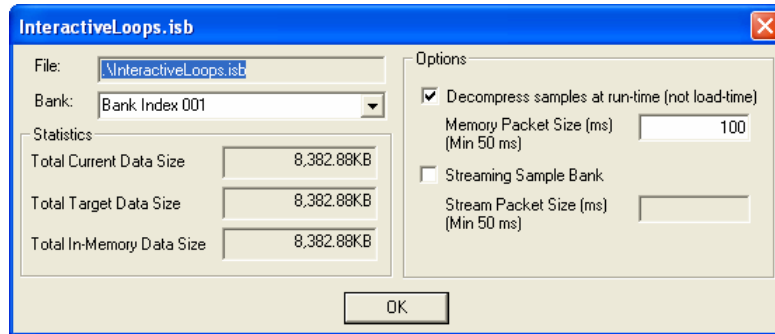 InteractiveLoops.isb
File: .\InteractiveLoops.isb
Bank: Bank Index 001
Statistics
Total Current Data Size 8,382.88KB
Total Target Data Size 8,382.88KB
Total In-Memory Data Size 8,382.88KB
Options
Decompress samples at run-time (not load-time)
Memory Packet Size (ms) 100
(Min 50 ms)
Streaming Sample Bank
Stream Packet Size (ms)
(Min 50 ms)
OK